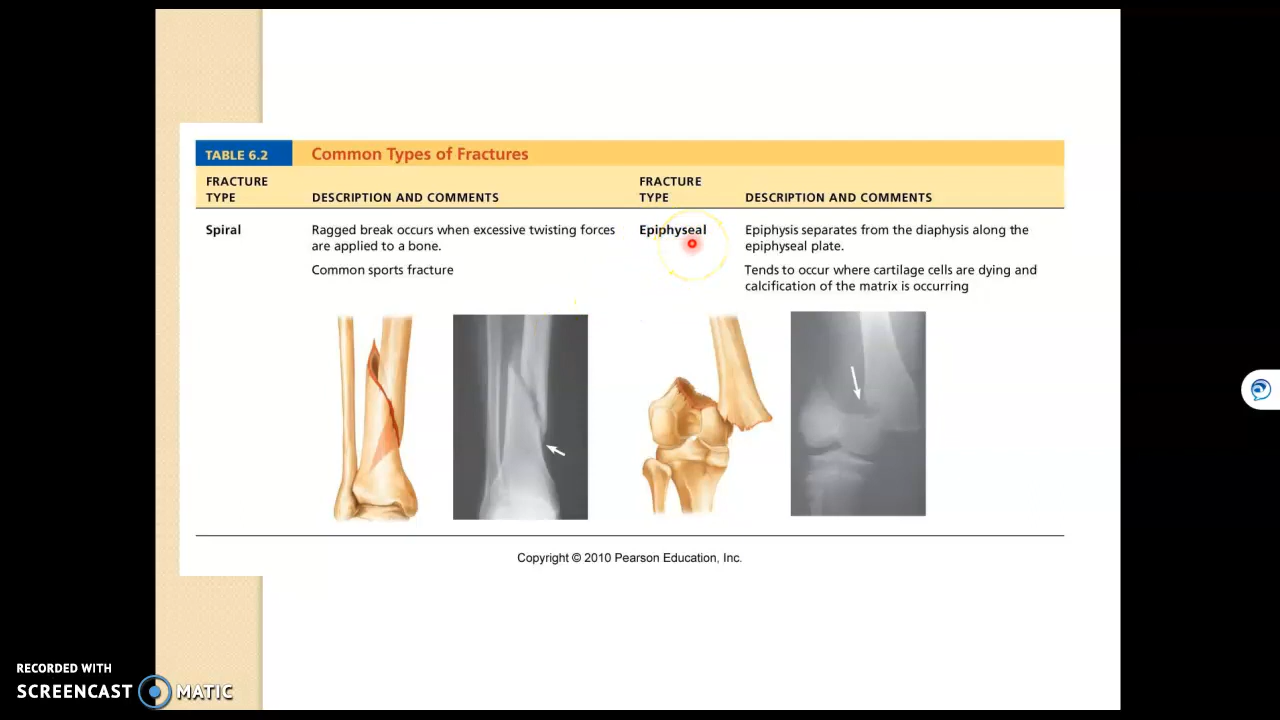 TABLE 6.2
Common Types of Fractures
FRACTURE
TYPE
DESCRIPTION AND COMMENTS
FRACTURE
TYPE
DESCRIPTION AND COMMENTS
Spiral
Ragged break occurs when excessive twisting forces
are applied to a bone.
Common sports fracture
Epiphyseal
Epiphysis separates from the diaphysis along the
epiphyseal plate.
Tends to occur where cartilage cells are dying and
calcification of the matrix is occurring
Copyright © 2010 Pearson Education, Inc.
RECORDED WITH
SCREENCAST MATIC